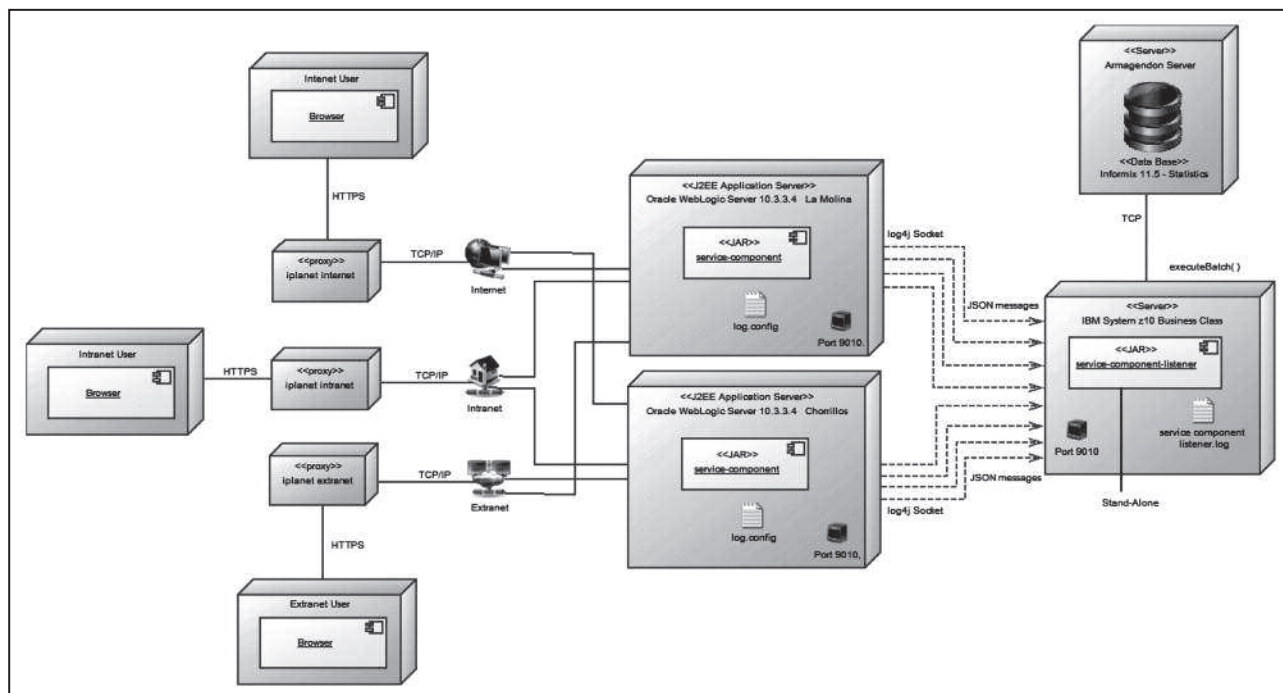 Intenet User
Browser
HTTPS
<<proxy>>
iplanet internet
TCP/IP
Internet
Intranet User
Browser
HTTPS
<<proxy>>
iplanet intranet
TCP/IP
Intranet
<<proxy>>
iplanet extranet
TCP/IP
Extranet
HTTPS
Extranet User
Browser
<<J2EE Application Server>>
Oracle WebLogic Server 10.3.3.4 La Molina
<<JAR>>
service-component
log.config
Port 9010.
<<J2EE Application Server>>
Oracle WebLogic Server 10.3.3.4 Chorrillos
<<JAR>>
service-component
log.config
Port 9010.
log4j Socket
JSON messages
JSON messages
log4j Socket
<<Server>>
Armagendon Server
<<Data Base>>
Informix 11.5 - Statistics
TCP
executeBatch( )
<<Server>>
IBM System z10 Business Class
<<JAR>>
service-component-listener
Port 9010
service component
listener.log
Stand-Alone